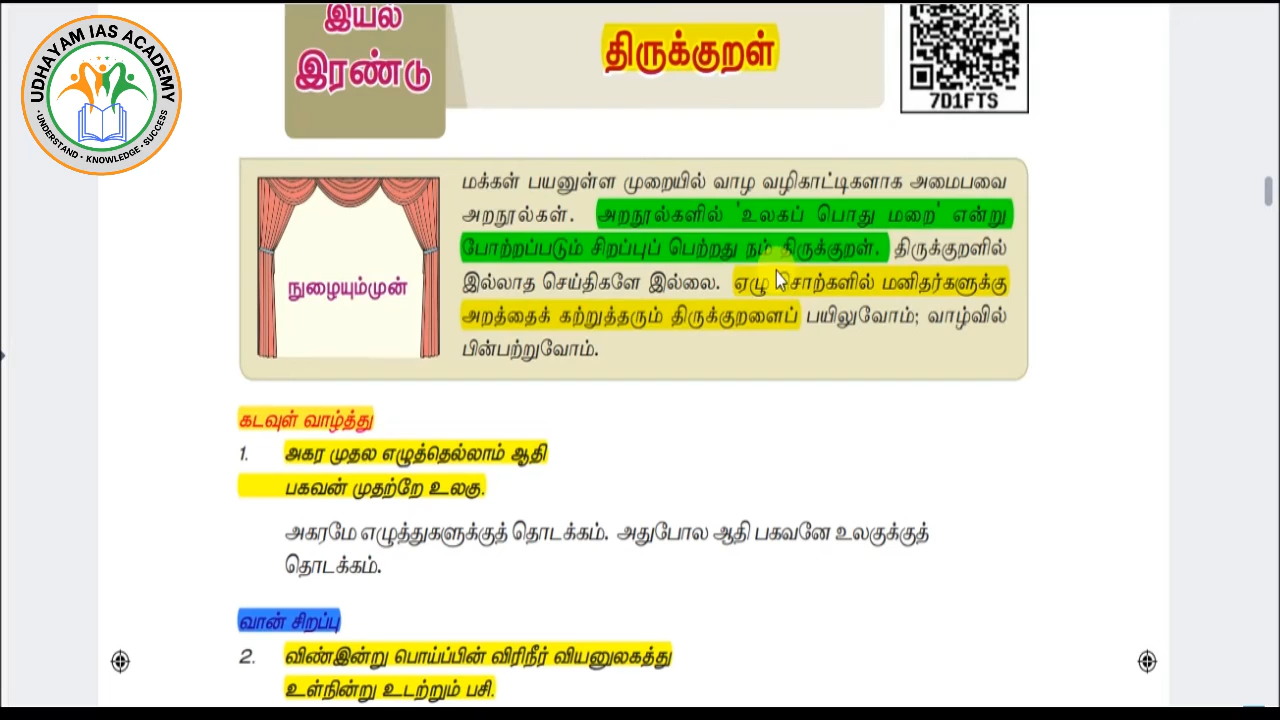 UDHAYAM IAS ACADEMY
· UNDERSTAND · KNOWLEDGE · SUCCESS
இயல்
இரண்டு
திருக்குறள்
7D1FTS
நுழையும்முன்
மக்கள் பயனுள்ள முறையில் வாழ வழிகாட்டிகளாக அமைபவை
அறநூல்கள். அறநூல்களில் 'உலகப் பொது மறை' என்று
போற்றப்படும் சிறப்புப் பெற்றது நம் திருக்குறள். திருக்குறளில்
இல்லாத செய்திகளே இல்லை. ஏழு சொற்களில் மனிதர்களுக்கு
அறத்தைக் கற்றுத்தரும் திருக்குறளைப் பயிலுவோம்; வாழ்வில்
பின்பற்றுவோம்.
கடவுள் வாழ்த்து
1. அகர முதல எழுத்தெல்லாம் ஆதி
பகவன் முதற்றே உலகு.
அகரமே எழுத்துகளுக்குத் தொடக்கம். அதுபோல ஆதி பகவனே உலகுக்குத்
தொடக்கம்.
வான் சிறப்பு
2. விண்இன்று பொய்ப்பின் விரிநீர் வியனுலகத்து
உள்நின்று உடற்றும் பசி.